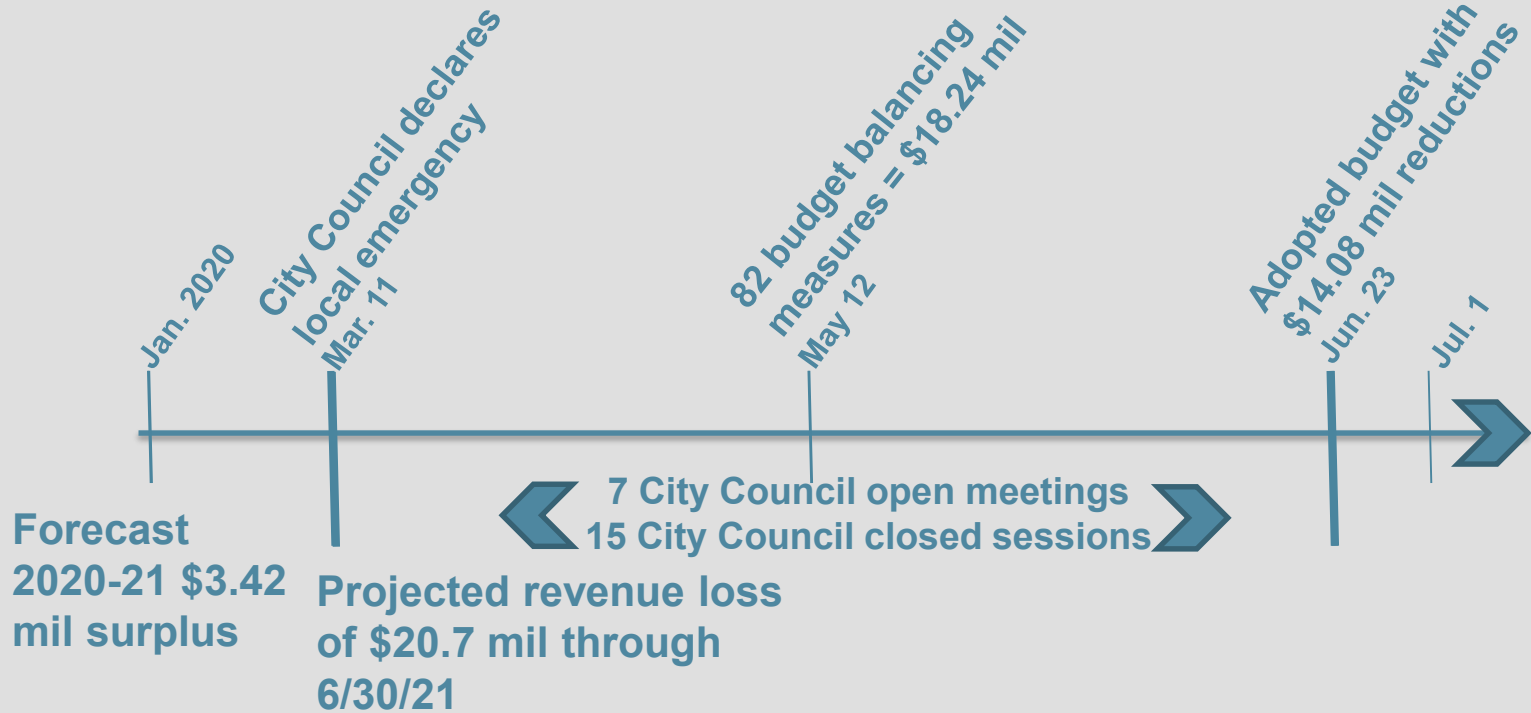 Jan. 2020
City Council declares
local emergency
Mar. 11
82 budget balancing
measures = $18.24 mil
May 12
Adopted budget with
$14.08 mil reductions
Jun. 23
Jul. 1
7 City Council open meetings
15 City Council closed sessions
Forecast
2020-21 $3.42
mil surplus
Projected revenue loss
of $20.7 mil through
6/30/21